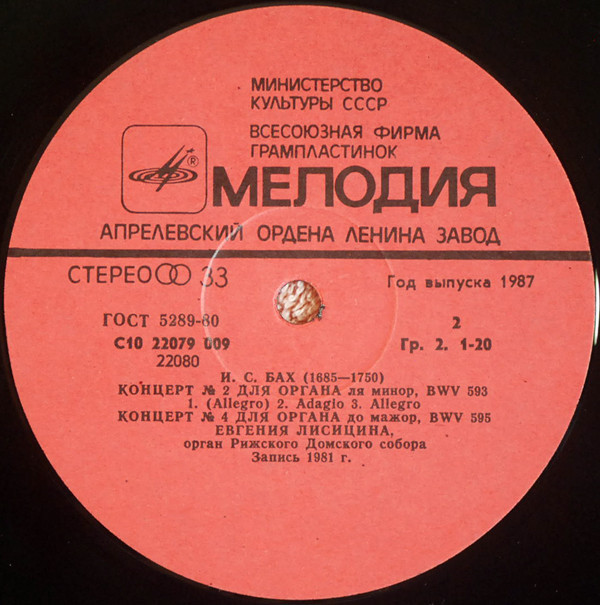 МИНИСТЕРСТВО
КУЛЬТУРЫ СССР
ВСЕСОЮЗНАЯ ФИРМА
ГРАМПЛАСТИНОК
®
МЕЛОДИЯ
АПРЕЛЕВСКИЙ ОРДЕНА ЛЕНИНА ЗАВОД
СТЕРЕО 33
Год выпуска 1987
ГОСТ 5289-80
2
С10 22079 009
Гр. 2. 1-20
22080
И. С. БАХ (1685—1750)
КОНЦЕРТ № 2 ДЛЯ ОРГАНА ля минор, BWV 593
1. (Allegro) 2. Adagio 3. Allegro
КОНЦЕРТ № 4 ДЛЯ ОРГАНА до мажор, BWV 595
ЕВГЕНИЯ ЛИСИЦИНА,
орган Рижского Домского собора
Запись 1981 г.